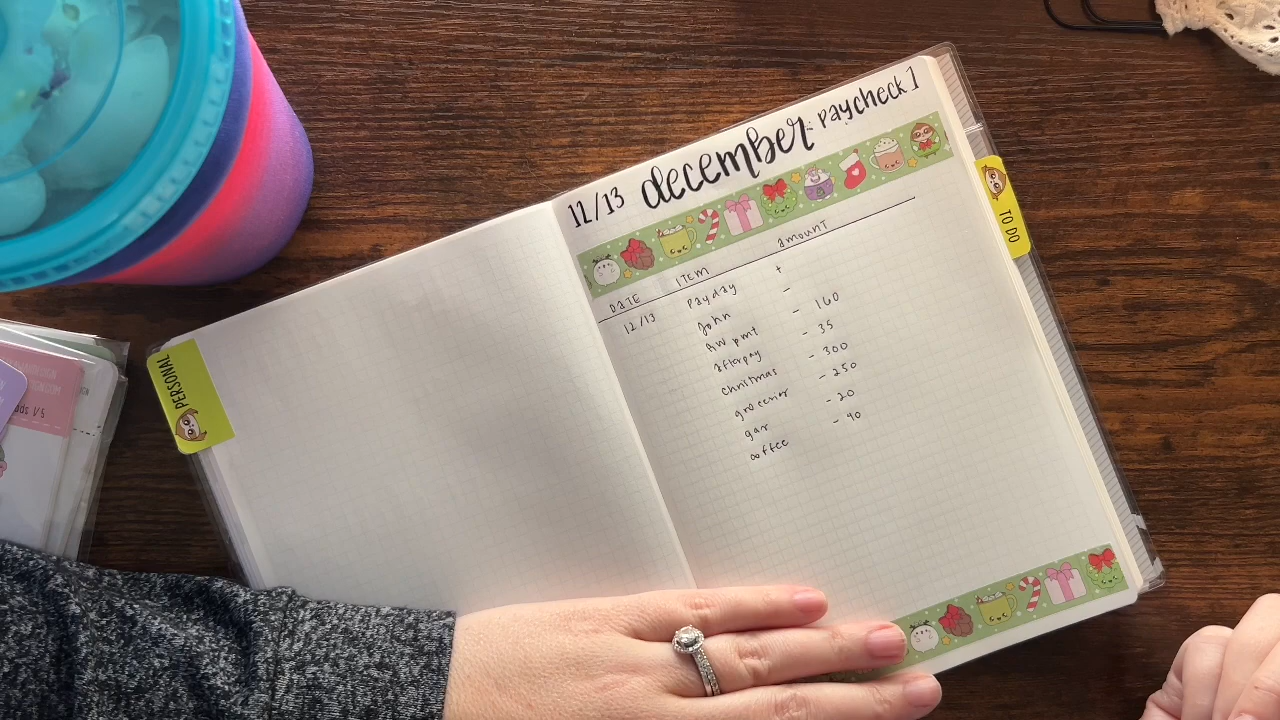 12/13 december: paycheck 1
DATE ITEM amount
12/13 payday +
John -
AW pmt - 160
afterpay - 35
christmas - 300
groceries - 250
gas - 20
coffee - 40
TO DO
PERSONAL